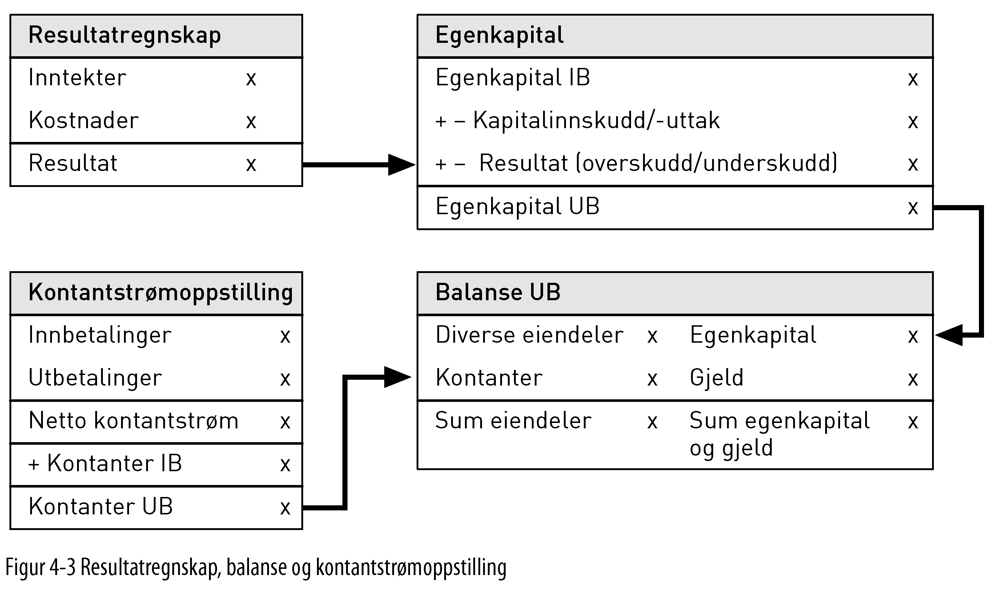 Resultatregnskap
Inntekter x
Kostnader x
Resultat x
Egenkapital
Egenkapital IB x
+ – Kapitalinnskudd/-uttak x
+ – Resultat (overskudd/underskudd) x
Egenkapital UB x
Kontantstrømoppstilling
Innbetalinger x
Utbetalinger x
Netto kontantstrøm x
+ Kontanter IB x
Kontanter UB x
Balanse UB
Diverse eiendeler x Egenkapital x
Kontanter x Gjeld x
Sum eiendeler x Sum egenkapital x
og gjeld
Figur 4-3 Resultatregnskap, balanse og kontantstrømoppstilling